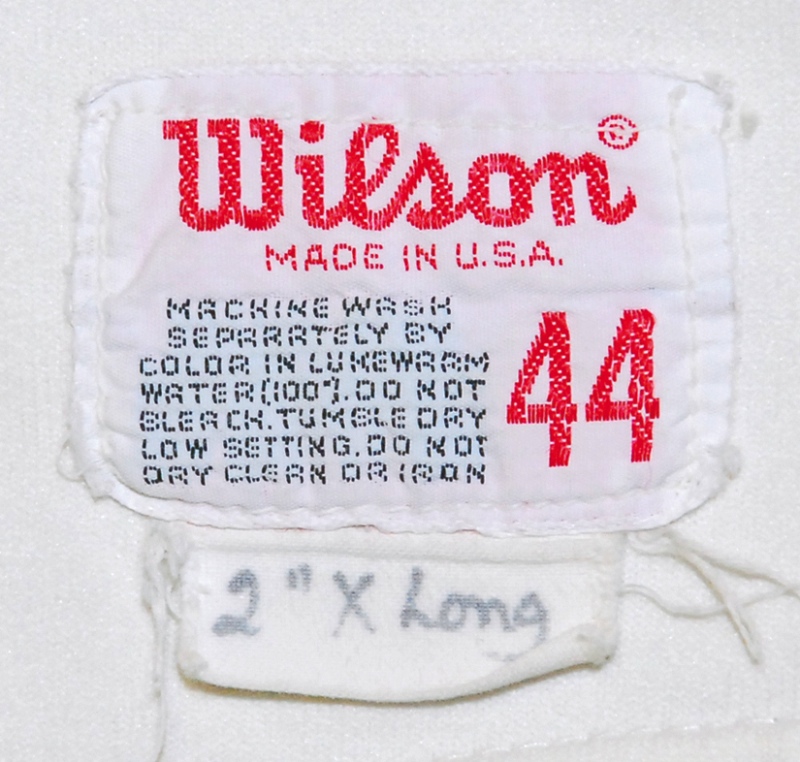 Wilson ®
MADE IN U.S.A.
MACHINE WASH
SEPARATELY BY
COLOR IN LUKEWARM
WATER(100°).DO NOT
BLEACH.TUMBLE DRY
LOW SETTING.DO NOT
DRY CLEAN OR IRON
44
2" X Long